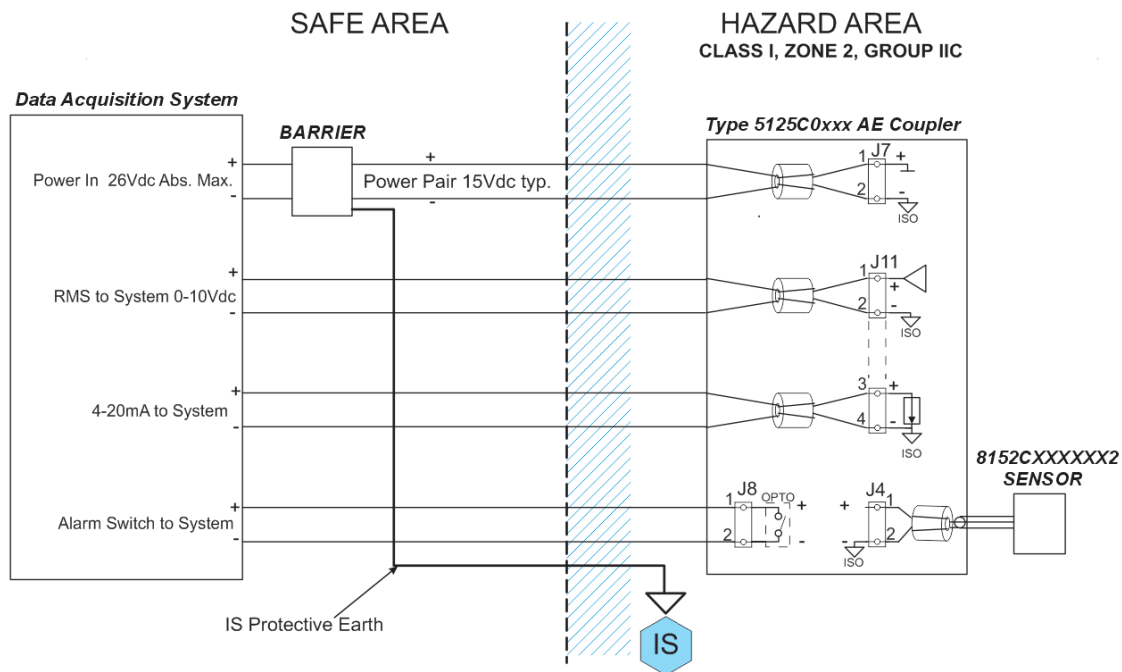 SAFE AREA
HAZARD AREA
CLASS I, ZONE 2, GROUP IIC
Data Acquisition System
BARRIER
Type 5125C0xxx AE Coupler
Power In 26Vdc Abs. Max.
+
-
+
Power Pair 15Vdc typ.
-
J7
1
+
2
-
ISO
RMS to System 0-10Vdc
+
-
J11
1
+
2
-
ISO
4-20mA to System
+
-
3
+
4
-
ISO
8152CXXXXXX2
SENSOR
Alarm Switch to System
+
-
J8
1
2
OPTO
+
-
J4
+
1
-
2
ISO
IS Protective Earth
IS